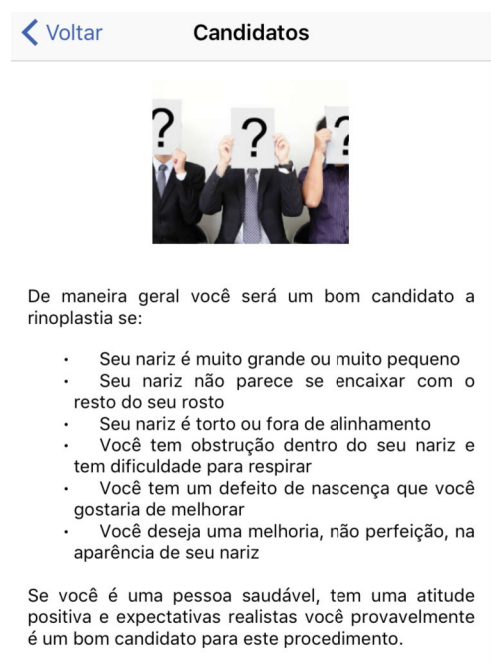 Voltar Candidatos
? ? ?
De maneira geral você será um bom candidato a
rinoplastia se:
· Seu nariz é muito grande ou muito pequeno
· Seu nariz não parece se encaixar com o
resto do seu rosto
· Seu nariz é torto ou fora de alinhamento
· Você tem obstrução dentro do seu nariz e
tem dificuldade para respirar
· Você tem um defeito de nascença que você
gostaria de melhorar
· Você deseja uma melhoria, não perfeição, na
aparência de seu nariz
Se você é uma pessoa saudável, tem uma atitude
positiva e expectativas realistas você provavelmente
é um bom candidato para este procedimento.